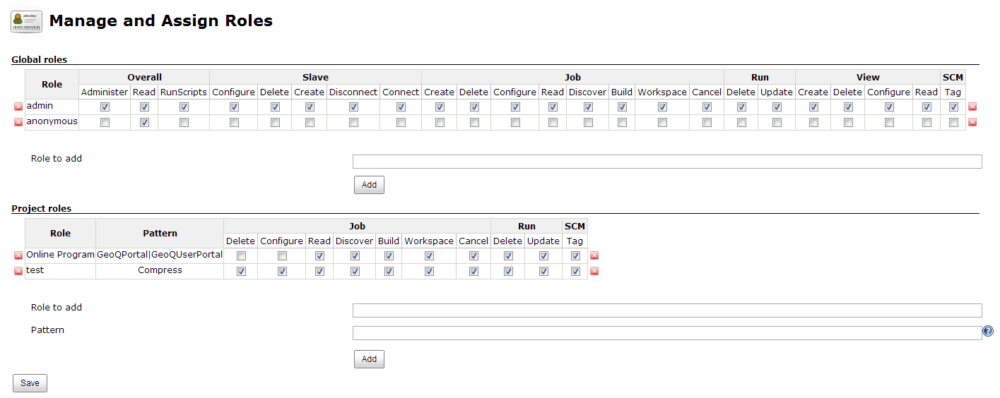 Manage and Assign Roles
Global roles
Role Overall Slave Job Run View SCM
Administer Read RunScripts Configure Delete Create Disconnect Connect Create Delete Configure Read Discover Build Workspace Cancel Delete Update Create Delete Configure Read Tag
admin
anonymous
Role to add
Add
Project roles
Role Pattern Job Run SCM
Delete Configure Read Discover Build Workspace Cancel Delete Update Tag
Online Program GeoQPortal|GeoQUserPortal
test Compress
Role to add
Pattern
Add
Save